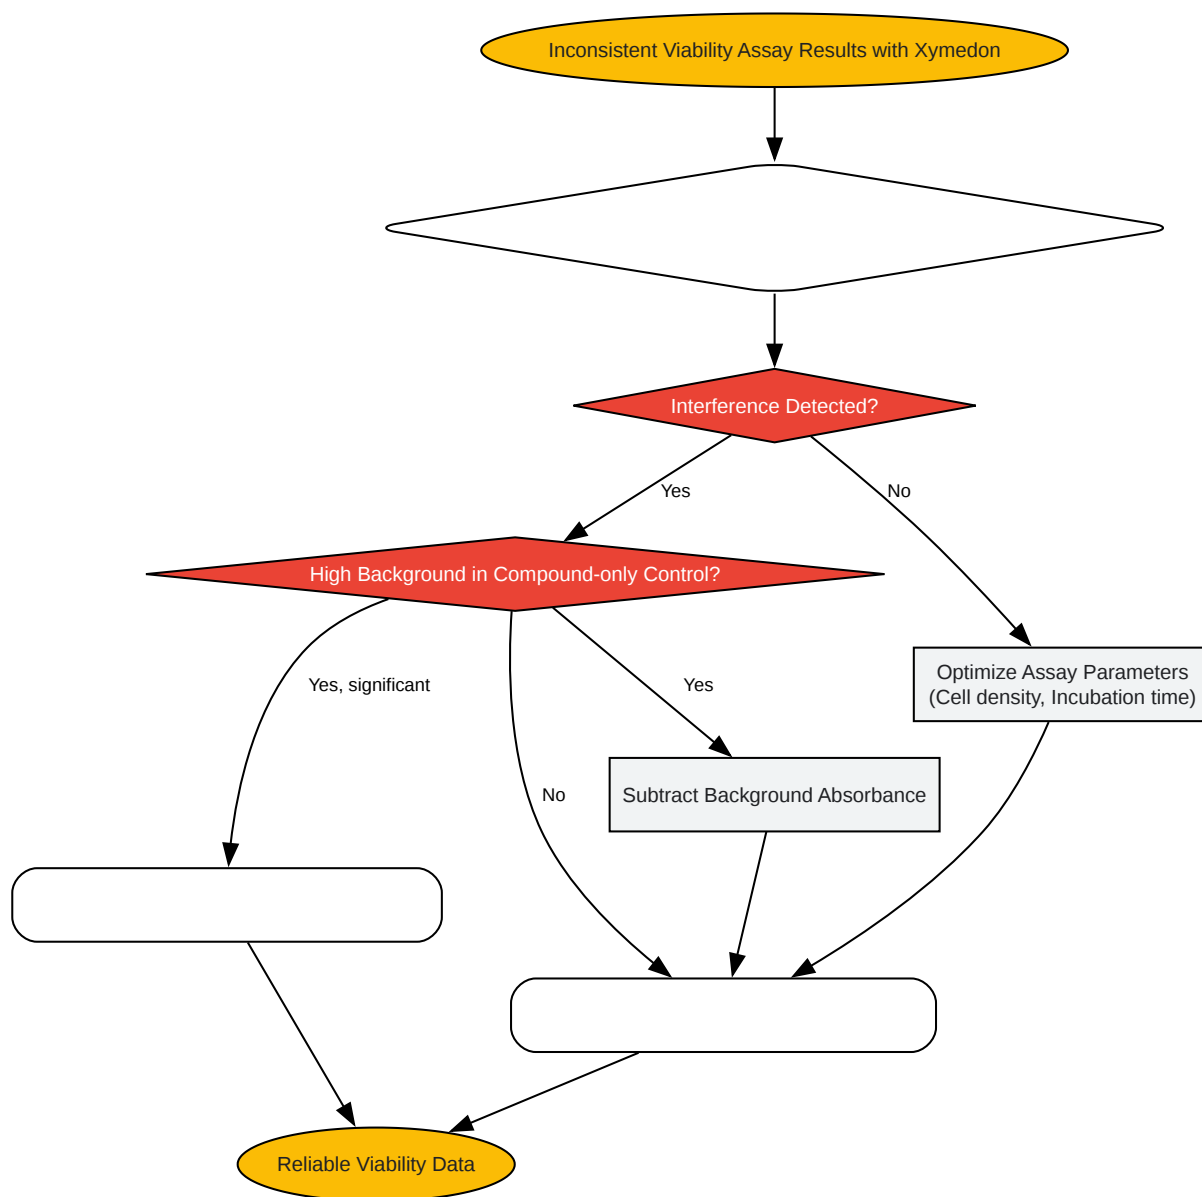 Inconsistent Viability Assay Results with Xymedon
Interference Detected?
Yes
No
High Background in Compound-only Control?
Optimize Assay Parameters
(Cell density, Incubation time)
Yes, significant
Yes
No
Subtract Background Absorbance
Reliable Viability Data